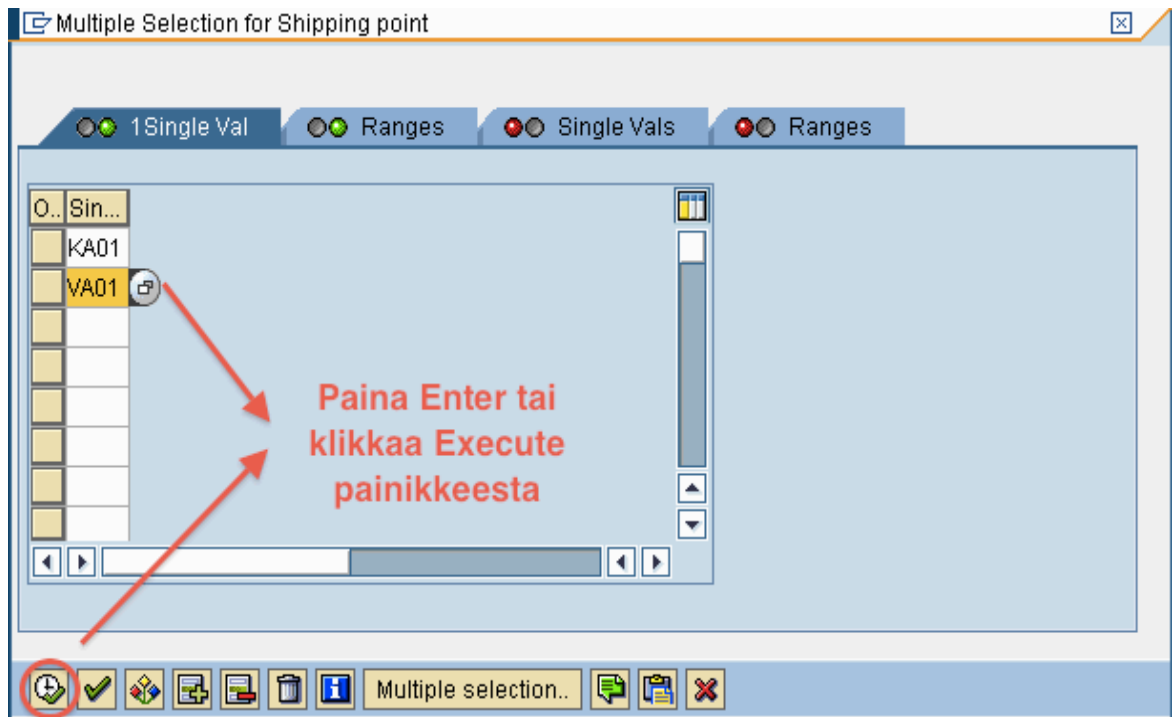 Multiple Selection for Shipping point
1Single Val
Ranges
Single Vals
Ranges
O.. Sin...
KA01
VA01
Paina Enter tai
klikkaa Execute
painikkeesta
Multiple selection..